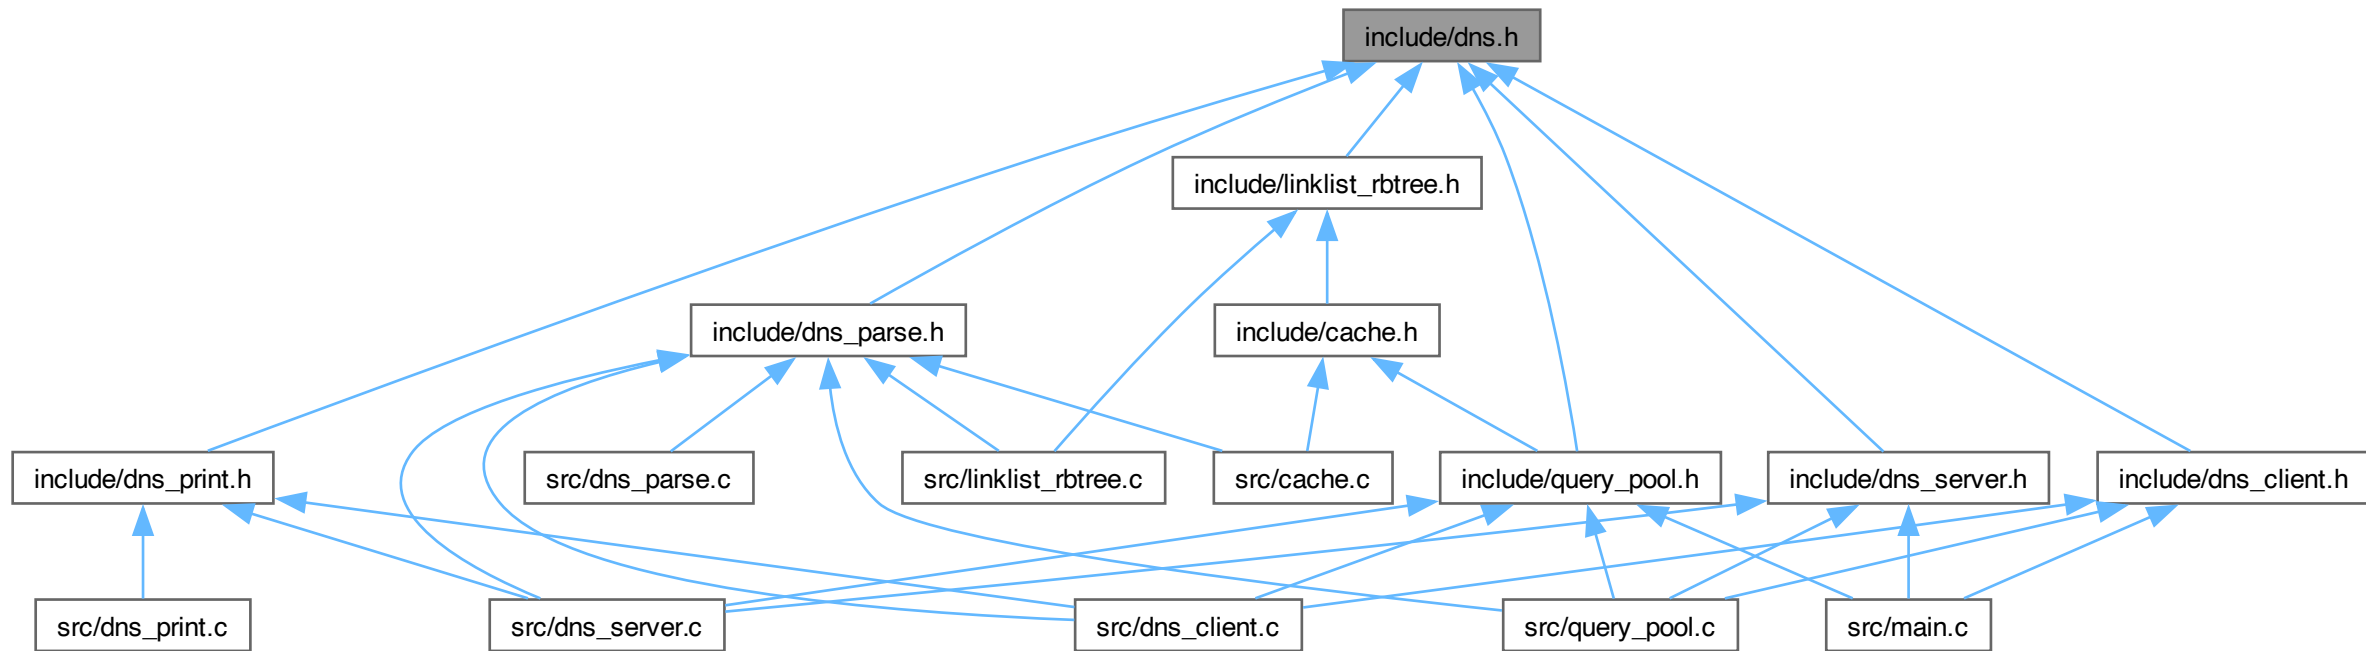 include/dns.h
include/linklist_rbtree.h
include/dns_parse.h
include/cache.h
include/dns_print.h
src/dns_parse.c
src/linklist_rbtree.c
src/cache.c
include/query_pool.h
include/dns_server.h
include/dns_client.h
src/dns_print.c
src/dns_server.c
src/dns_client.c
src/query_pool.c
src/main.c